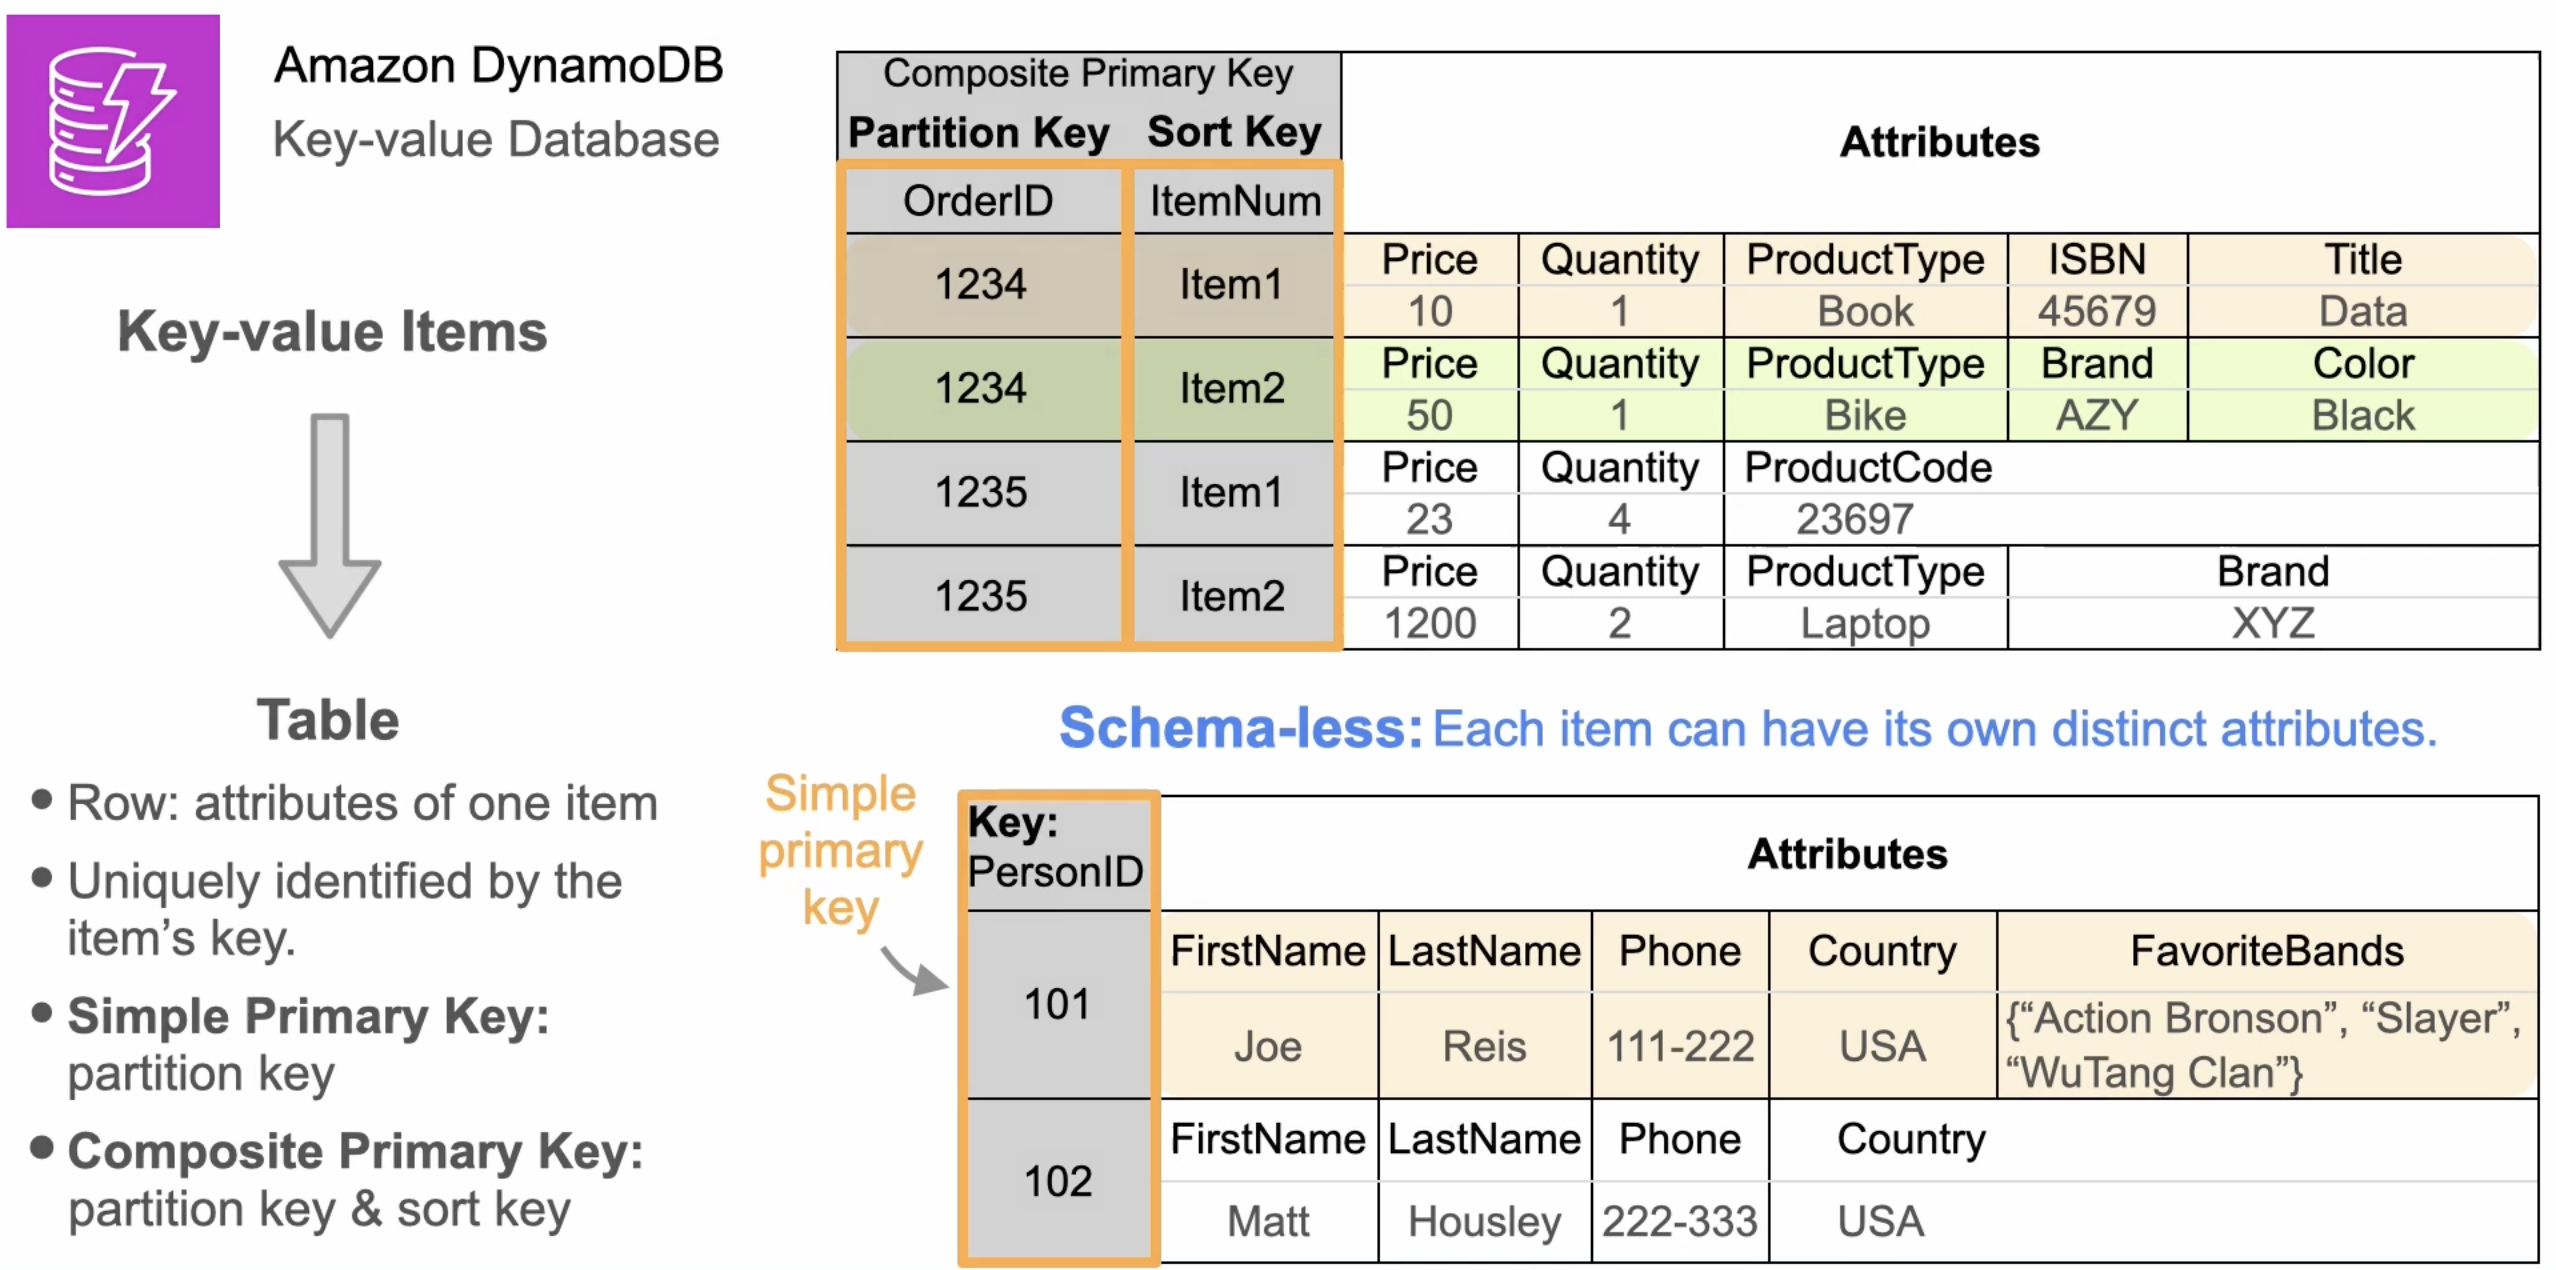 Amazon DynamoDB
Key-value Database
Key-value Items
Table
• Row: attributes of one item
• Uniquely identified by the
item’s key.
• Simple Primary Key:
partition key
• Composite Primary Key:
partition key & sort key
Composite Primary Key
Partition Key Sort Key Attributes
OrderID ItemNum
1234 Item1
Price Quantity ProductType ISBN Title
10 1 Book 45679 Data
1234 Item2
Price Quantity ProductType Brand Color
50 1 Bike AZY Black
1235 Item1
Price Quantity ProductCode
23 4 23697
1235 Item2
Price Quantity ProductType Brand
1200 2 Laptop XYZ
Schema-less: Each item can have its own distinct attributes.
Simple
primary
key
Key:
PersonID
Attributes
101
FirstName LastName Phone Country FavoriteBands
Joe Reis 111-222 USA {“Action Bronson”, “Slayer”,
“WuTang Clan”}
102
FirstName LastName Phone Country
Matt Housley 222-333 USA